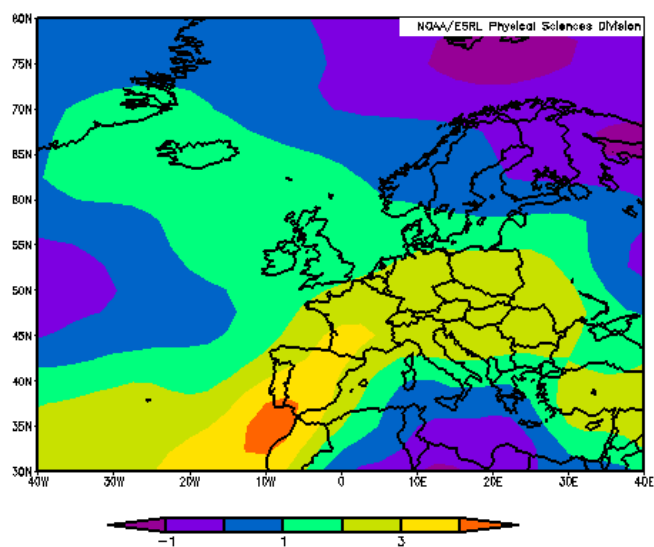 80N
NOAA/ESRL Physical Sciences Division
75N
70N
65N
60N
55N
50N
45N
40N
35N
30N
40W 30W 20W 10W 0 10E 20E 30E 40E
-1 1 3